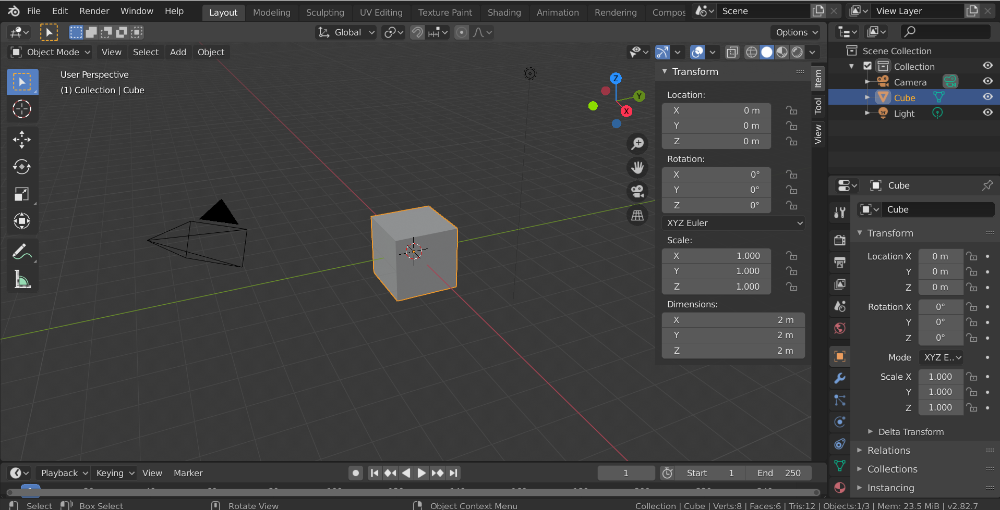 File Edit Render Window Help Layout Modeling Sculpting UV Editing Texture Paint Shading Animation Rendering Compos Scene View Layer
Global Options
Object Mode View Select Add Object
User Perspective
(1) Collection | Cube
Z
Y
X
Transform
Location:
X 0 m
Y 0 m
Z 0 m
Rotation:
X 0°
Y 0°
Z 0°
XYZ Euler
Scale:
X 1.000
Y 1.000
Z 1.000
Dimensions:
X 2 m
Y 2 m
Z 2 m
Item
Tool
View
Scene Collection
Collection
Camera
Cube
Light
Cube
Cube
Transform
Location X 0 m
Y 0 m
Z 0 m
Rotation X 0°
Y 0°
Z 0°
Mode XYZ E..
Scale X 1.000
Y 1.000
Z 1.000
Delta Transform
Relations
Collections
Instancing
Playback Keying View Marker 1 Start 1 End 250
Select Box Select Rotate View Object Context Menu Collection | Cube | Verts:8 | Faces:6 | Tris:12 | Objects:1/3 | Mem: 23.5 MiB | v2.82.7